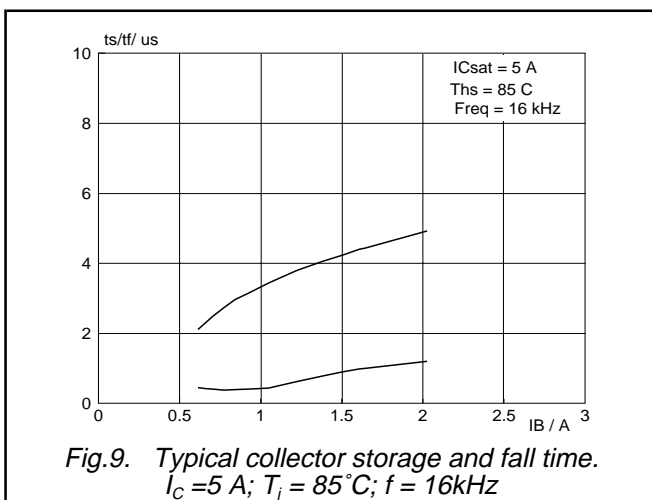 ts/tf/ us
10
8
6
4
2
0
ICsat = 5 A
Ths = 85 C
Freq = 16 kHz
0 0.5 1 1.5 2 2.5 3
IB / A
Fig.9. Typical collector storage and fall time.
IC =5 A; Tj = 85˚C; f = 16kHz